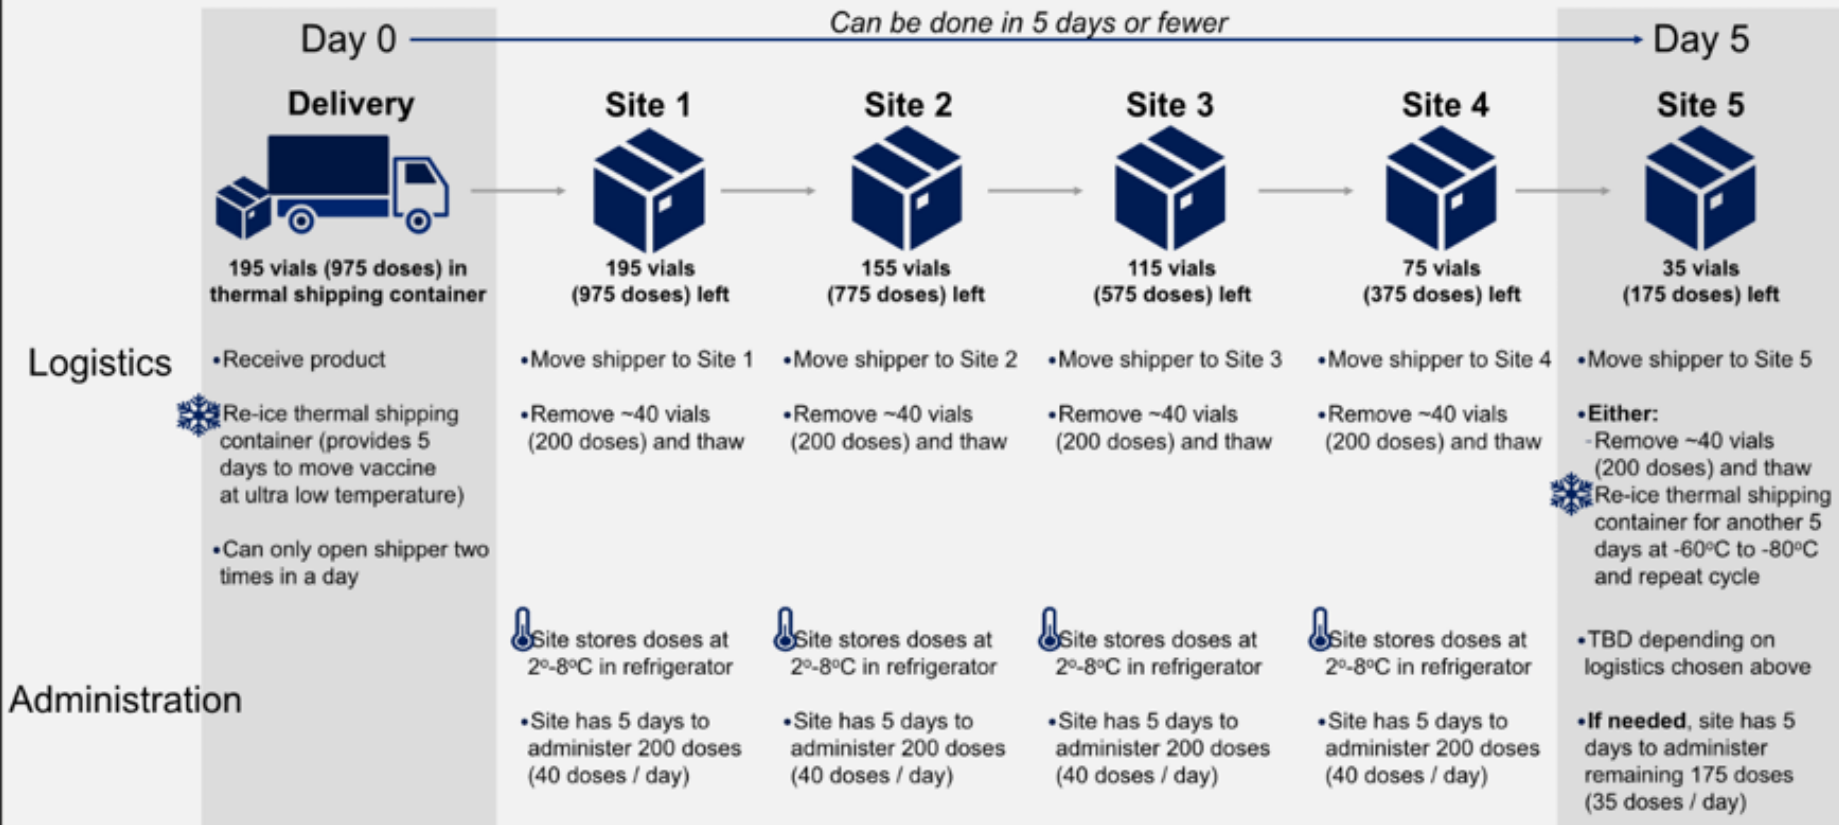 Can be done in 5 days or fewer
Day 0
Day 5
Delivery
Site 1
Site 2
Site 3
Site 4
Site 5
195 vials (975 doses) in
thermal shipping container
195 vials
(975 doses) left
155 vials
(775 doses) left
115 vials
(575 doses) left
75 vials
(375 doses) left
35 vials
(175 doses) left
Logistics
•Receive product
Re-ice thermal shipping
container (provides 5
days to move vaccine
at ultra low temperature)
•Can only open shipper two
times in a day
•Move shipper to Site 1
•Remove ~40 vials
(200 doses) and thaw
•Move shipper to Site 2
•Remove ~40 vials
(200 doses) and thaw
•Move shipper to Site 3
•Remove ~40 vials
(200 doses) and thaw
•Move shipper to Site 4
•Remove ~40 vials
(200 doses) and thaw
•Move shipper to Site 5
•Either:
-Remove ~40 vials
(200 doses) and thaw
Re-ice thermal shipping
container for another 5
days at -60ºC to -80ºC
and repeat cycle
Administration
Site stores doses at
2º-8ºC in refrigerator
•Site has 5 days to
administer 200 doses
(40 doses / day)
Site stores doses at
2º-8ºC in refrigerator
•Site has 5 days to
administer 200 doses
(40 doses / day)
Site stores doses at
2º-8ºC in refrigerator
•Site has 5 days to
administer 200 doses
(40 doses / day)
Site stores doses at
2º-8ºC in refrigerator
•Site has 5 days to
administer 200 doses
(40 doses / day)
•TBD depending on
logistics chosen above
•If needed, site has 5
days to administer
remaining 175 doses
(35 doses / day)